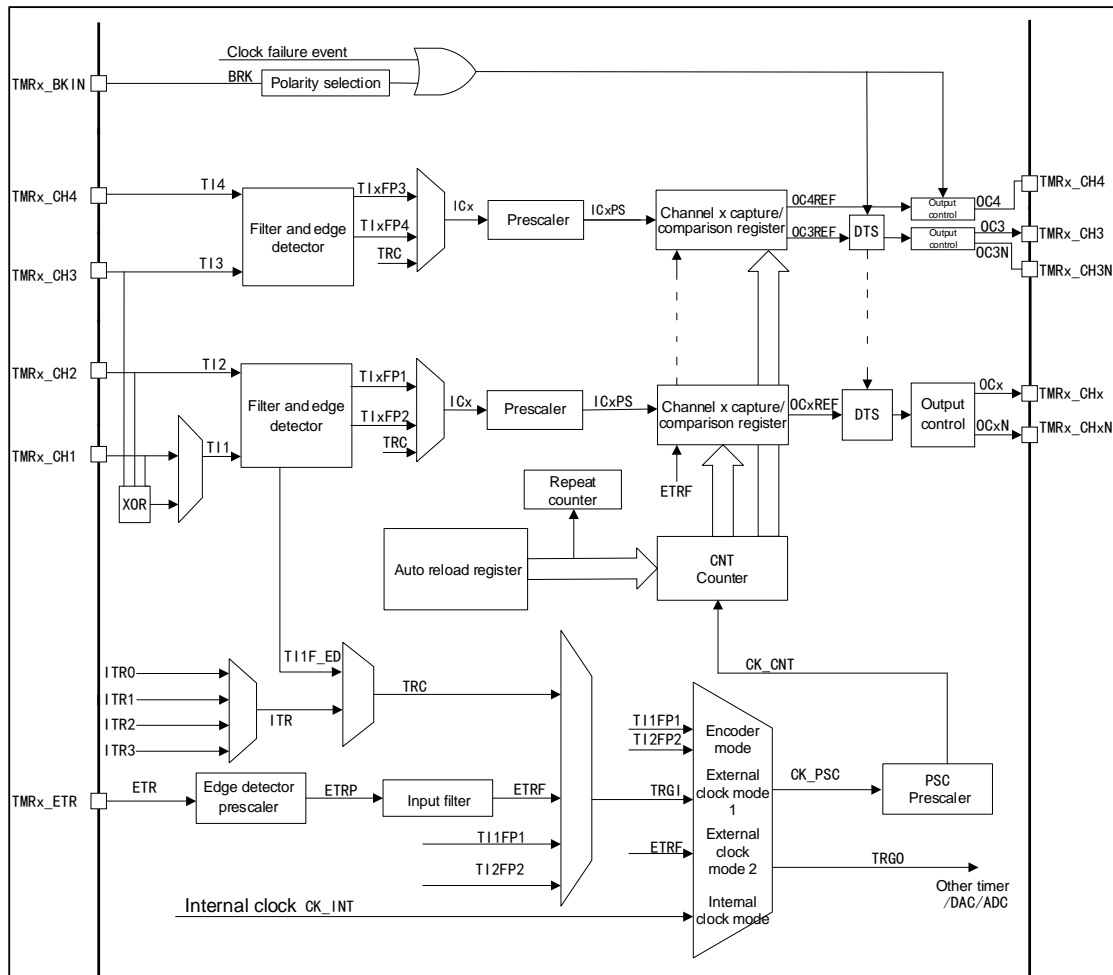 Clock failure event
TMRx_BKIN
BRK
Polarity selection
TMRx_CH4
TI4
TIxFP3
ICx
ICxPS
OC4REF
OC4
TMRx_CH4
Filter and edge
detector
TIxFP4
TRC
Prescaler
Channel x capture/
comparison register
OC3REF
DTS
Output
control
Output
control
OC3
TMRx_CH3
OC3N
TMRx_CH3N
TMRx_CH3
TI3
TMRx_CH2
TI2
TIxFP1
ICx
ICxPS
OCxREF
OCx
TMRx_CHx
Filter and edge
detector
TIxFP2
TRC
Prescaler
Channel x capture/
comparison register
DTS
Output
control
OCxN
TMRx_CHxN
TMRx_CH1
TI1
XOR
ETRF
Repeat
counter
Auto reload register
CNT
Counter
TI1F_ED
CK_CNT
ITR0
ITR1
ITR2
ITR3
ITR
TRC
TI1FP1
TI2FP2
Encoder
mode
TMRx_ETR
ETR
Edge detector
prescaler
ETRP
Input filter
ETRF
TRGI
External
clock mode
1
CK_PSC
PSC
Prescaler
TI1FP1
TI2FP2
ETRF
External
clock
mode 2
TRGO
Other timer
/DAC/ADC
Internal clock CK_INT
Internal
clock mode